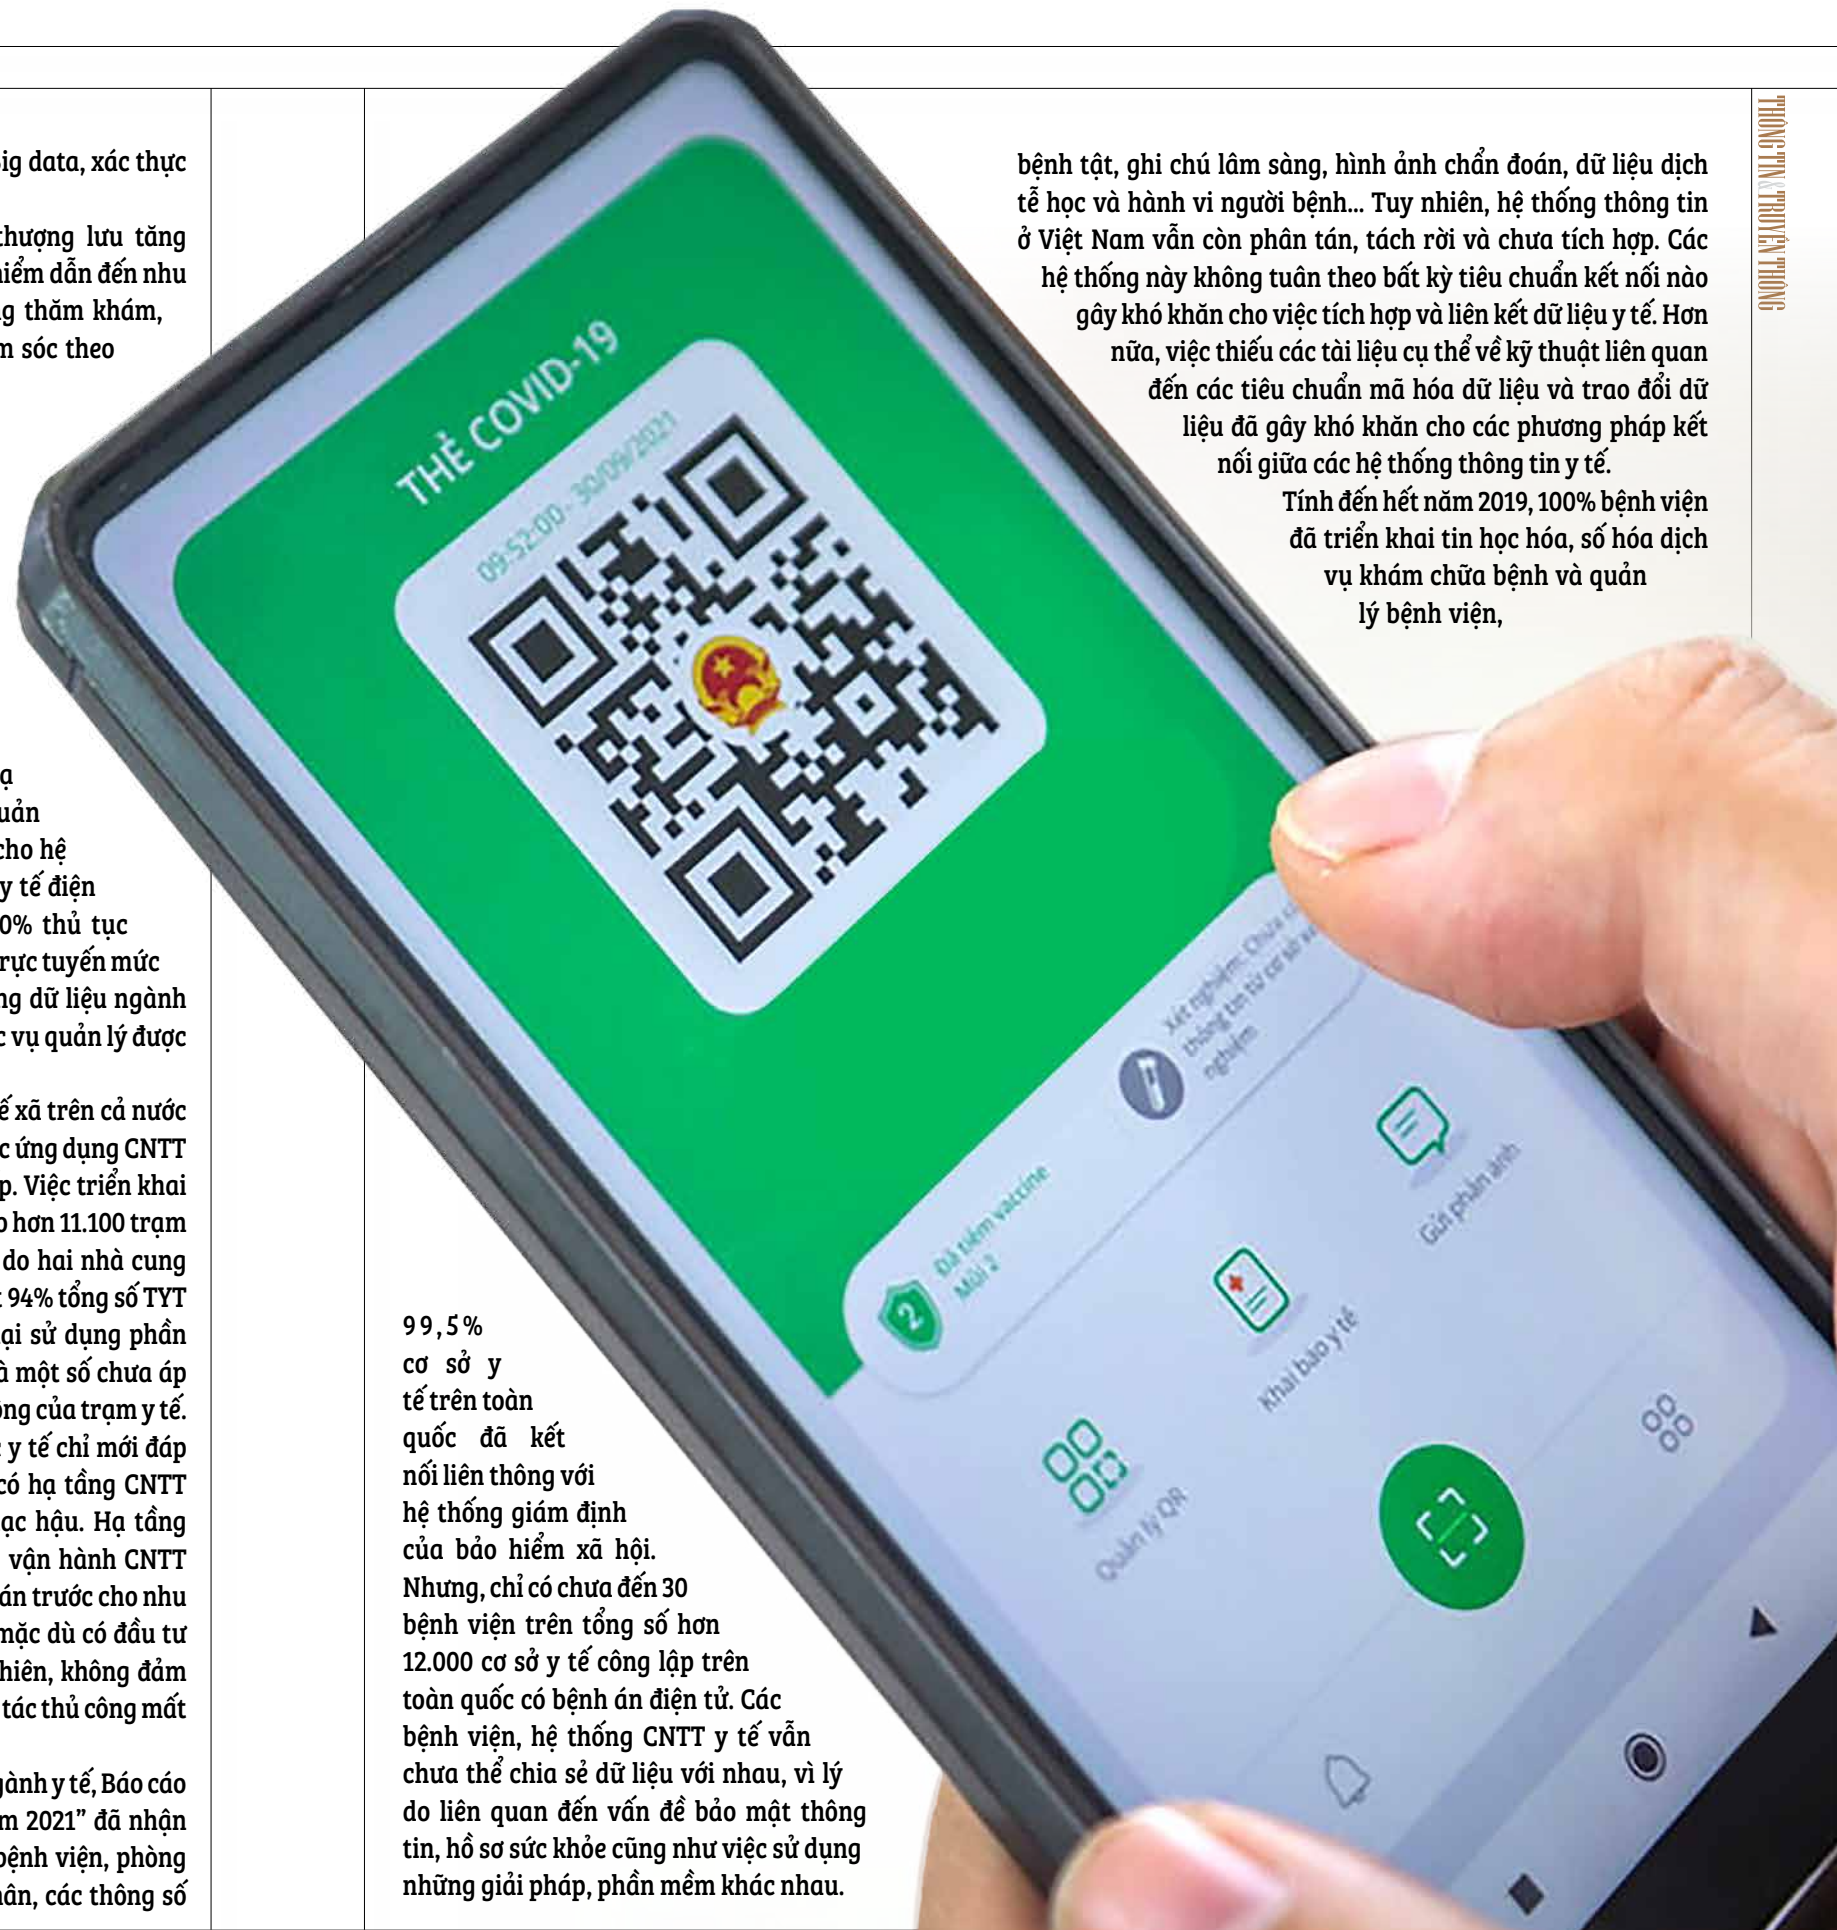 Big data, xác thực
thượng lưu tăng
hiểm dẫn đến nhu
thăm khám,
sóc theo
cho hệ
y tế điện
0% thủ tục
trực tuyến mức
dữ liệu ngành
vụ quản lý được
xã trên cả nước
ứng dụng CNTT
Việc triển khai
hơn 11.100 trạm
do hai nhà cung
94% tổng số TYT
sử dụng phần
một số chưa áp
của trạm y tế.
y tế chỉ mới đáp
có hạ tầng CNTT
hậu. Hạ tầng
vận hành CNTT
trước cho nhu
mặc dù có đầu tư
nhiên, không đảm
tác thủ công mất
ngành y tế, Báo cáo
2021” đã nhận
bệnh viện, phòng
các thông số
THẺ COVID-19
09:52:00 - 30/09/2021
Xét nghiệm: Chưa
thông tin từ cơ sở
nghiệm
2
Đã tiêm vaccine
Mũi 2
Gửi phản ánh
Khai báo y tế
Quản lý QR
99,5%
cơ sở y
tế trên toàn
quốc đã kết
nối liên thông với
hệ thống giám định
của bảo hiểm xã hội.
Nhưng, chỉ có chưa đến 30
bệnh viện trên tổng số hơn
12.000 cơ sở y tế công lập trên
toàn quốc có bệnh án điện tử. Các
bệnh viện, hệ thống CNTT y tế vẫn
chưa thể chia sẻ dữ liệu với nhau, vì lý
do liên quan đến vấn đề bảo mật thông
tin, hồ sơ sức khỏe cũng như việc sử dụng
những giải pháp, phần mềm khác nhau.
bệnh tật, ghi chú lâm sàng, hình ảnh chẩn đoán, dữ liệu dịch
tễ học và hành vi người bệnh... Tuy nhiên, hệ thống thông tin
ở Việt Nam vẫn còn phân tán, tách rời và chưa tích hợp. Các
hệ thống này không tuân theo bất kỳ tiêu chuẩn kết nối nào
gây khó khăn cho việc tích hợp và liên kết dữ liệu y tế. Hơn
nữa, việc thiếu các tài liệu cụ thể về kỹ thuật liên quan
đến các tiêu chuẩn mã hóa dữ liệu và trao đổi dữ
liệu đã gây khó khăn cho các phương pháp kết
nối giữa các hệ thống thông tin y tế.
Tính đến hết năm 2019, 100% bệnh viện
đã triển khai tin học hóa, số hóa dịch
vụ khám chữa bệnh và quản
lý bệnh viện,
THÔNG TIN & TRUYỀN THÔNG